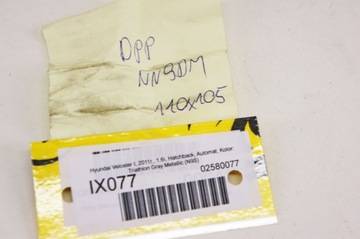 DPP
NN9DM
110x105
Hyundai Veloster I, 2011r., 1.6i, Hatchback, Automat, Kolor:
Triathlon Gray Metallic (N9S)
IX077
02580077